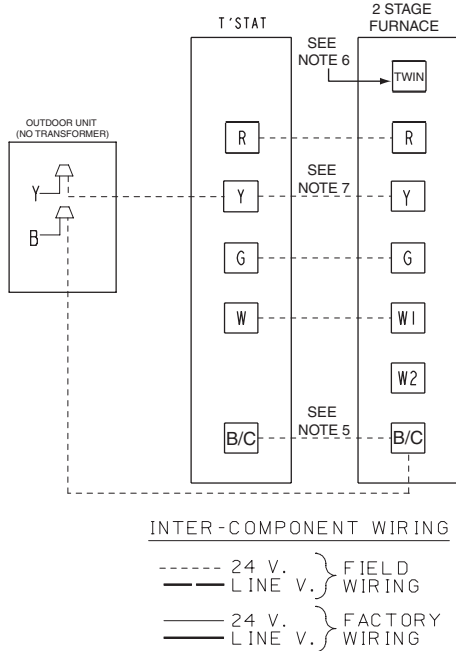 T'STAT
2 STAGE
FURNACE
SEE
NOTE 6
TWIN
OUTDOOR UNIT
(NO TRANSFORMER)
R
R
Y
Y
SEE
NOTE 7
Y
B
G
G
W
W1
W2
B/C
SEE
NOTE 5
B/C
INTER-COMPONENT WIRING
24 V.
LINE V.
FIELD
WIRING
24 V.
LINE V.
FACTORY
WIRING